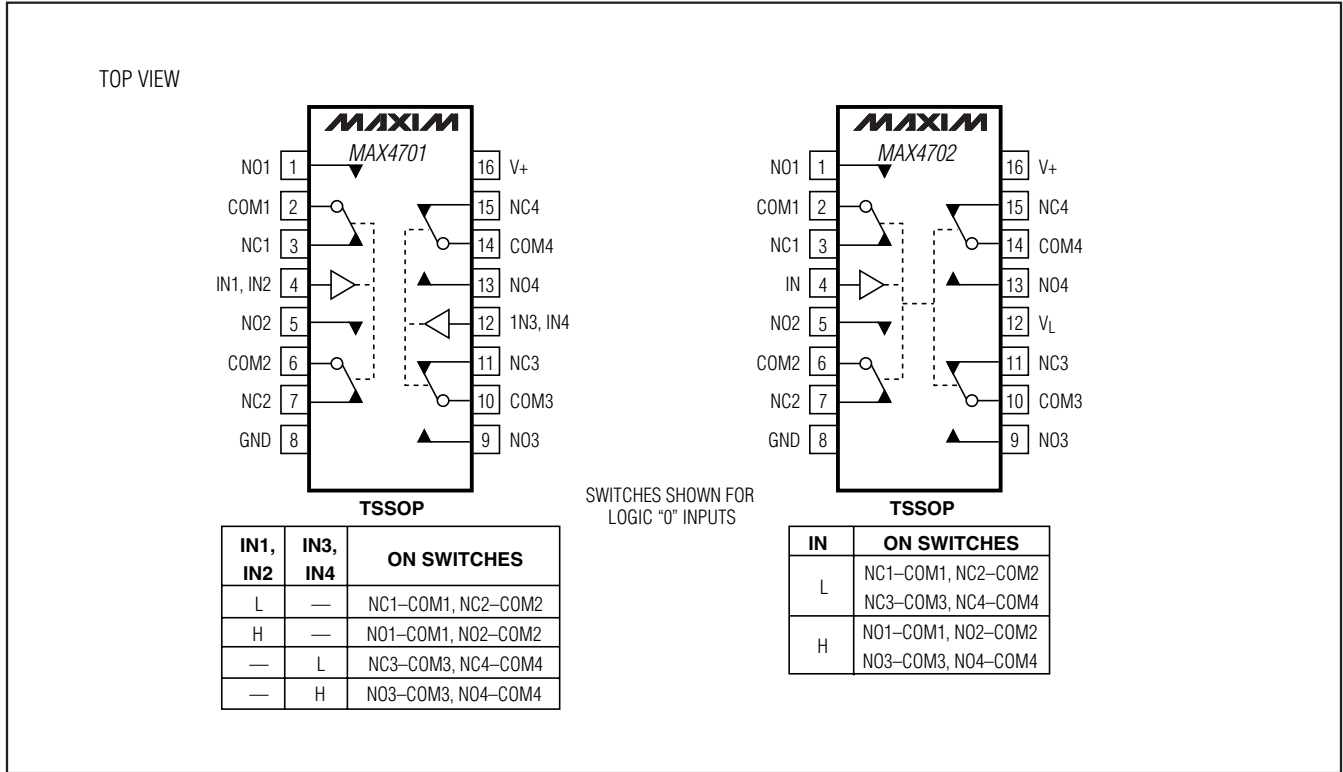 TOP VIEW
MAXIM
MAX4701
NO1 1
COM1 2
NC1 3
IN1, IN2 4
NO2 5
COM2 6
NC2 7
GND 8
16 V+
15 NC4
14 COM4
13 NO4
12 1N3, IN4
11 NC3
10 COM3
9 NO3
TSSOP
IN1, IN2 IN3, IN4 ON SWITCHES
L — NC1–COM1, NC2–COM2
H — NO1–COM1, NO2–COM2
— L NC3–COM3, NC4–COM4
— H NO3–COM3, NO4–COM4
SWITCHES SHOWN FOR
LOGIC “0” INPUTS
MAXIM
MAX4702
NO1 1
COM1 2
NC1 3
IN 4
NO2 5
COM2 6
NC2 7
GND 8
16 V+
15 NC4
14 COM4
13 NO4
12 VL
11 NC3
10 COM3
9 NO3
TSSOP
IN ON SWITCHES
L NC1–COM1, NC2–COM2
NC3–COM3, NC4–COM4
H NO1–COM1, NO2–COM2
NO3–COM3, NO4–COM4